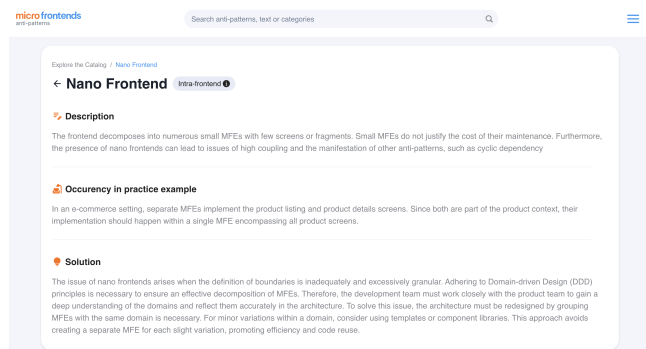 micro frontends
anti-patterns
Search anti-patterns, text or categories
Explore the Catalog / Nano Frontend
Nano Frontend
Intra-frontend
Description
The frontend decomposes into numerous small MFEs with few screens or fragments. Small MFEs do not justify the cost of their maintenance. Furthermore,
the presence of nano frontends can lead to issues of high coupling and the manifestation of other anti-patterns, such as cyclic dependency
Occurency in practice example
In an e-commerce setting, separate MFEs implement the product listing and product details screens. Since both are part of the product context, their
implementation should happen within a single MFE encompassing all product screens.
Solution
The issue of nano frontends arises when the definition of boundaries is inadequately and excessively granular. Adhering to Domain-driven Design (DDD)
principles is necessary to ensure an effective decomposition of MFEs. Therefore, the development team must work closely with the product team to gain a
deep understanding of the domains and reflect them accurately in the architecture. To solve this issue, the architecture must be redesigned by grouping
MFEs with the same domain is necessary. For minor variations within a domain, consider using templates or component libraries. This approach avoids
creating a separate MFE for each slight variation, promoting efficiency and code reuse.